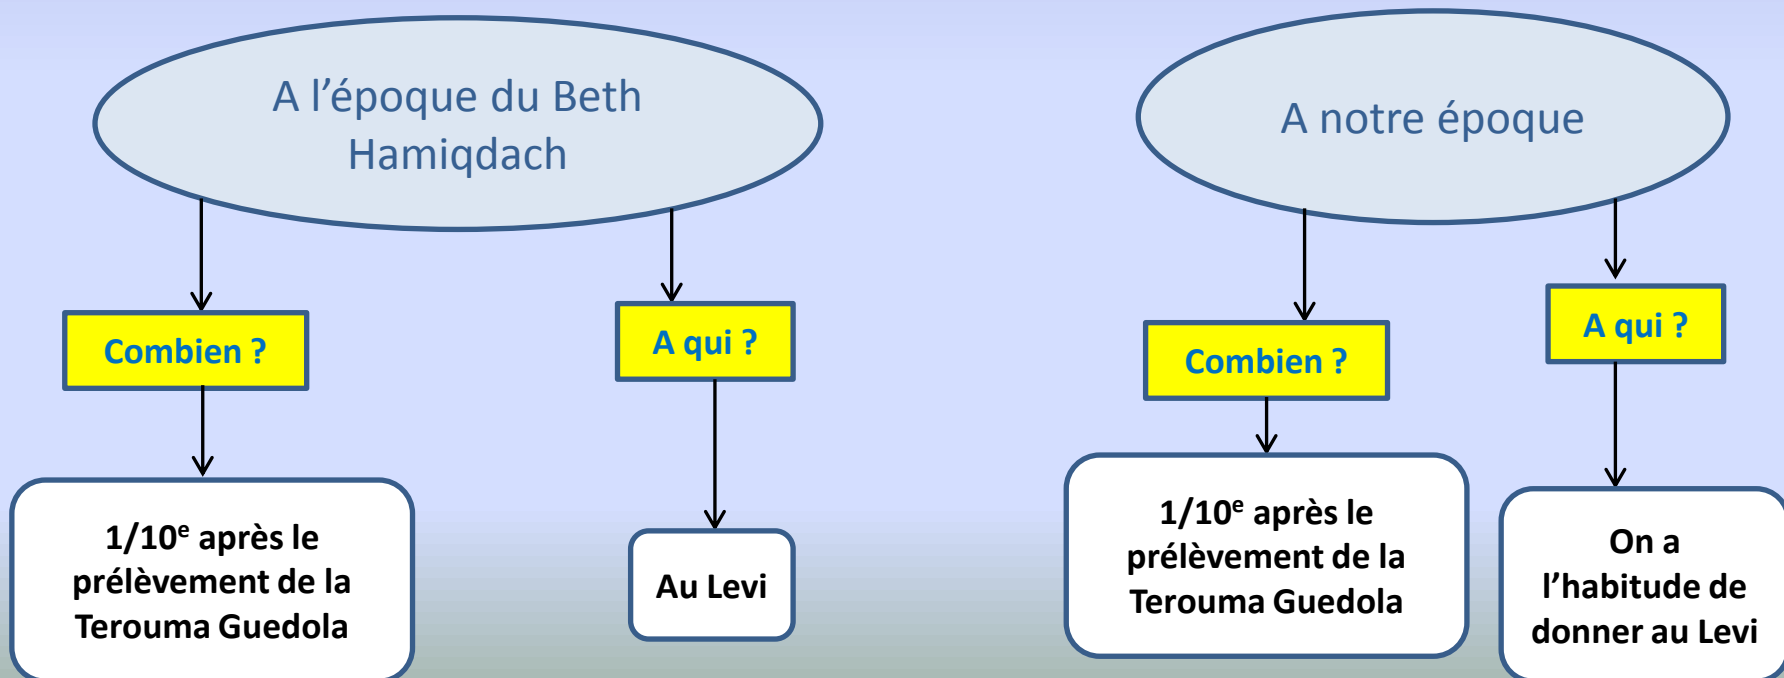 A l’époque du Beth
Hamiqdach
Combien ?
A qui ?
1/10e après le
prélèvement de la
Terouma Guedola
Au Levi
A notre époque
Combien ?
A qui ?
1/10e après le
prélèvement de la
Terouma Guedola
On a
l’habitude de
donner au Levi